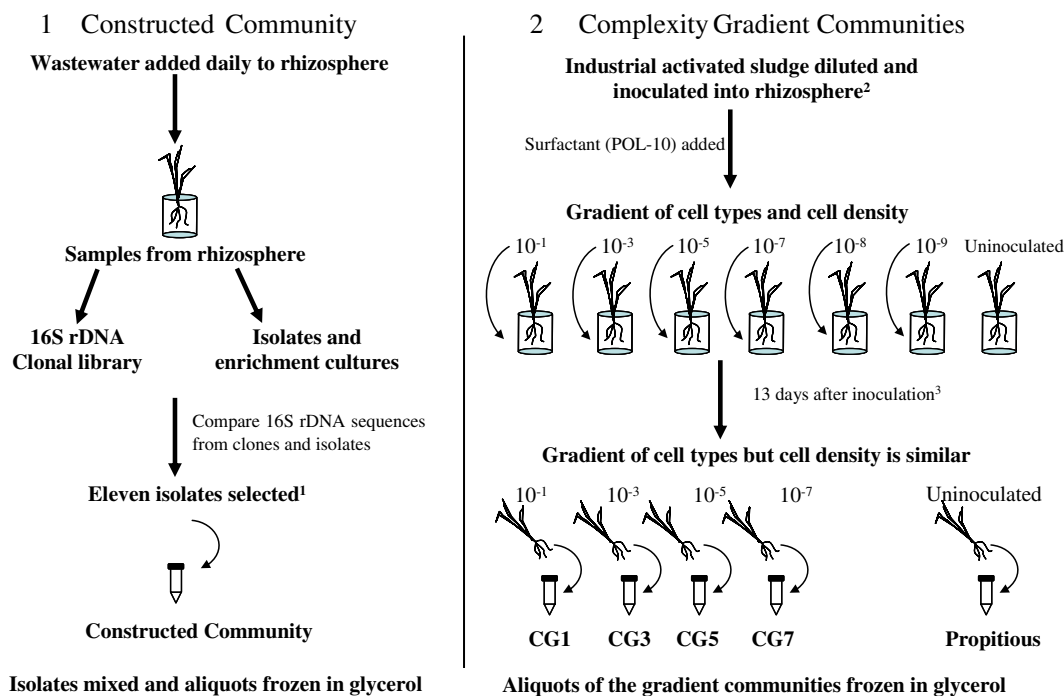 1 Constructed Community
Wastewater added daily to rhizosphere
Samples from rhizosphere
16S rDNA
Clonal library
Isolates and
enrichment cultures
Compare 16S rDNA sequences
from clones and isolates
Eleven isolates selected¹
Constructed Community
Isolates mixed and aliquots frozen in glycerol
2 Complexity Gradient Communities
Industrial activated sludge diluted and
inoculated into rhizosphere²
Surfactant (POL-10) added
Gradient of cell types and cell density
10⁻¹ 10⁻³ 10⁻⁵ 10⁻⁷ 10⁻⁸ 10⁻⁹ Uninoculated
13 days after inoculation³
Gradient of cell types but cell density is similar
10⁻¹ 10⁻³ 10⁻⁵ 10⁻⁷ Uninoculated
CG1 CG3 CG5 CG7 Propitious
Aliquots of the gradient communities frozen in glycerol